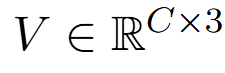 V ∈ ℝ^{C×3}